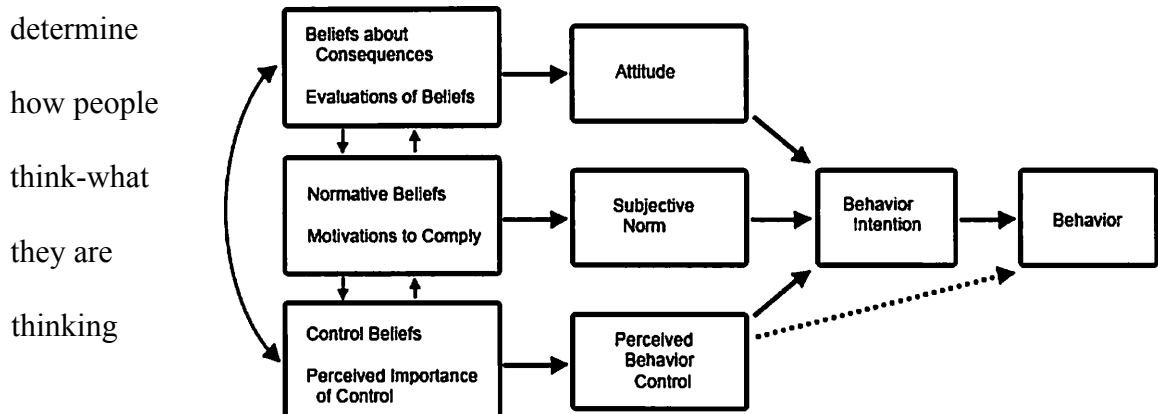 determine
how people
think-what
they are
thinking
Beliefs about
Consequences
Evaluations of Beliefs
Attitude
Normative Beliefs
Motivations to Comply
Subjective
Norm
Behavior
Intention
Behavior
Control Beliefs
Perceived Importance
of Control
Perceived
Behavior
Control